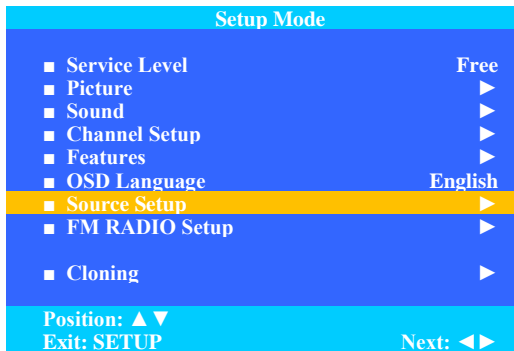 Setup Mode
■ Service Level Free
■ Picture ►
■ Sound ►
■ Channel Setup ►
■ Features ►
■ OSD Language English
■ Source Setup ►
■ FM RADIO Setup ►
■ Cloning ►
Position: ▲▼
Exit: SETUP Next: ◄►